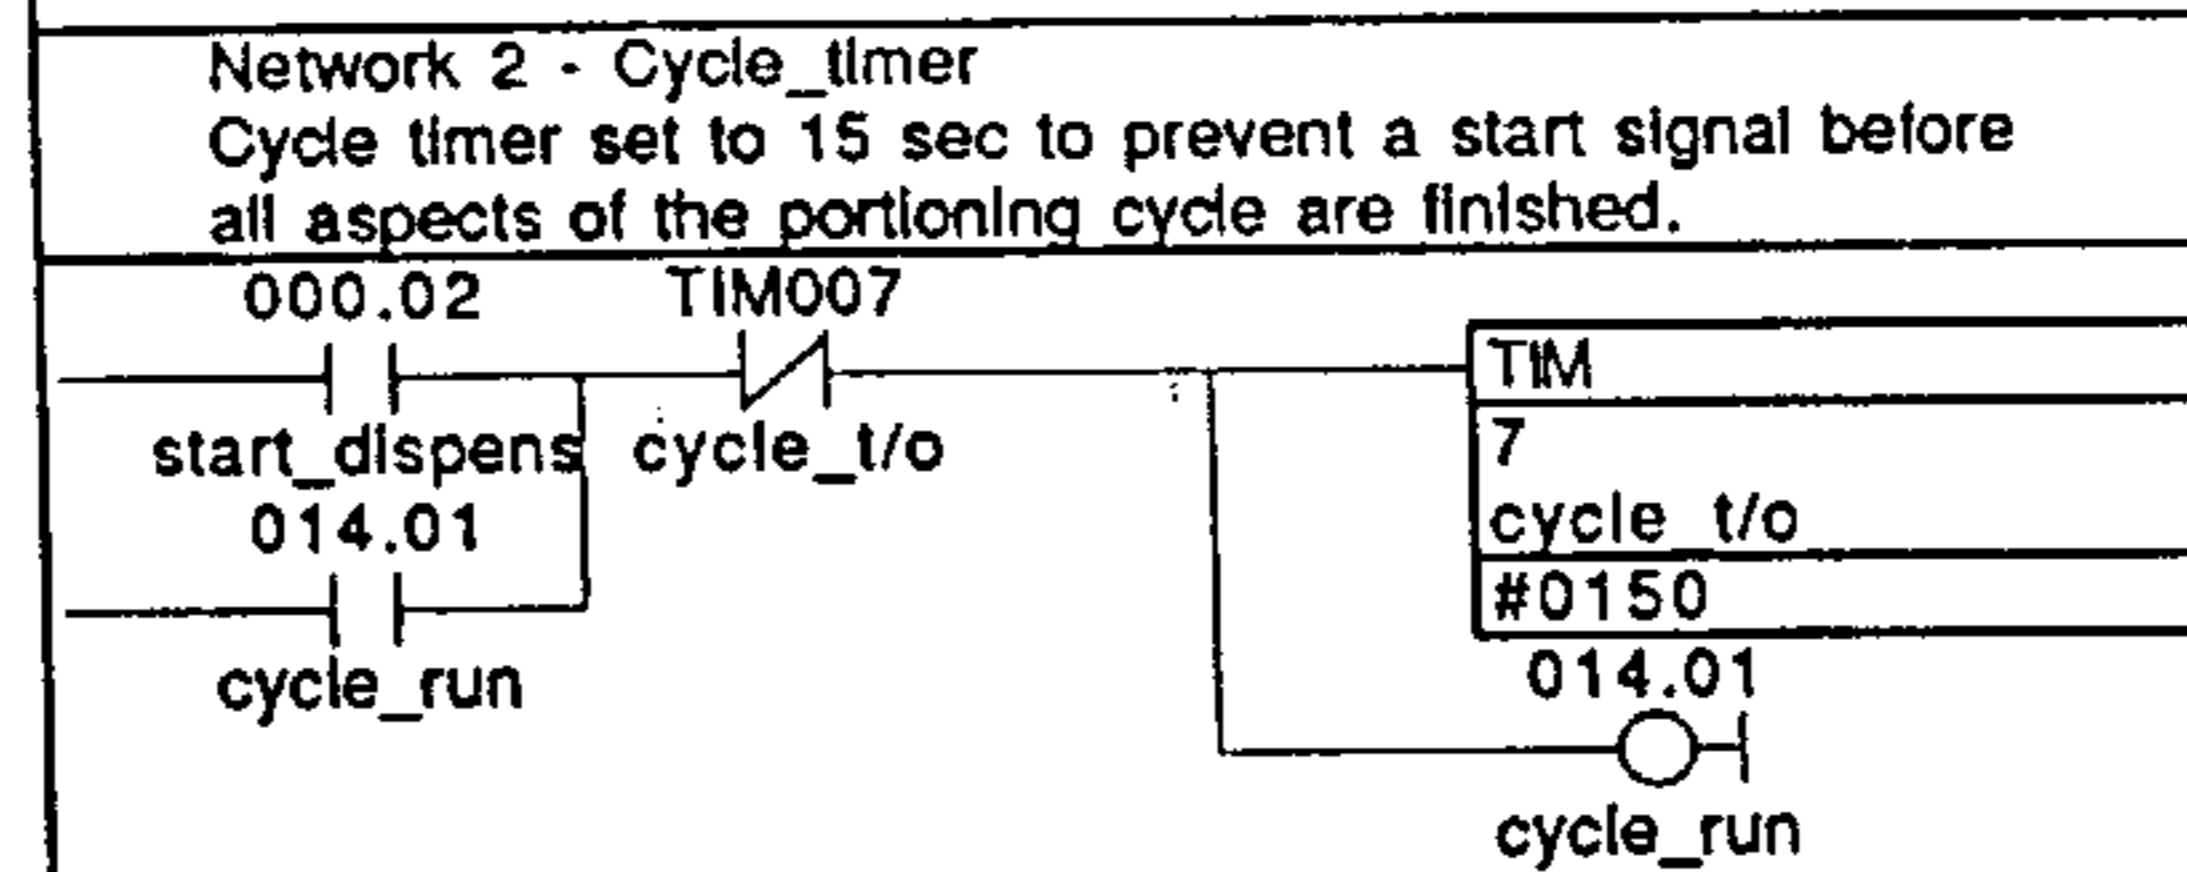 Network 2 - Cycle_timer
Cycle timer set to 15 sec to prevent a start signal before
all aspects of the portioning cycle are finished.
000.02
TIM007
start_dispens
cycle_t/o
014.01
cycle_run
TIM
7
cycle t/o
#0150
014.01
cycle_run